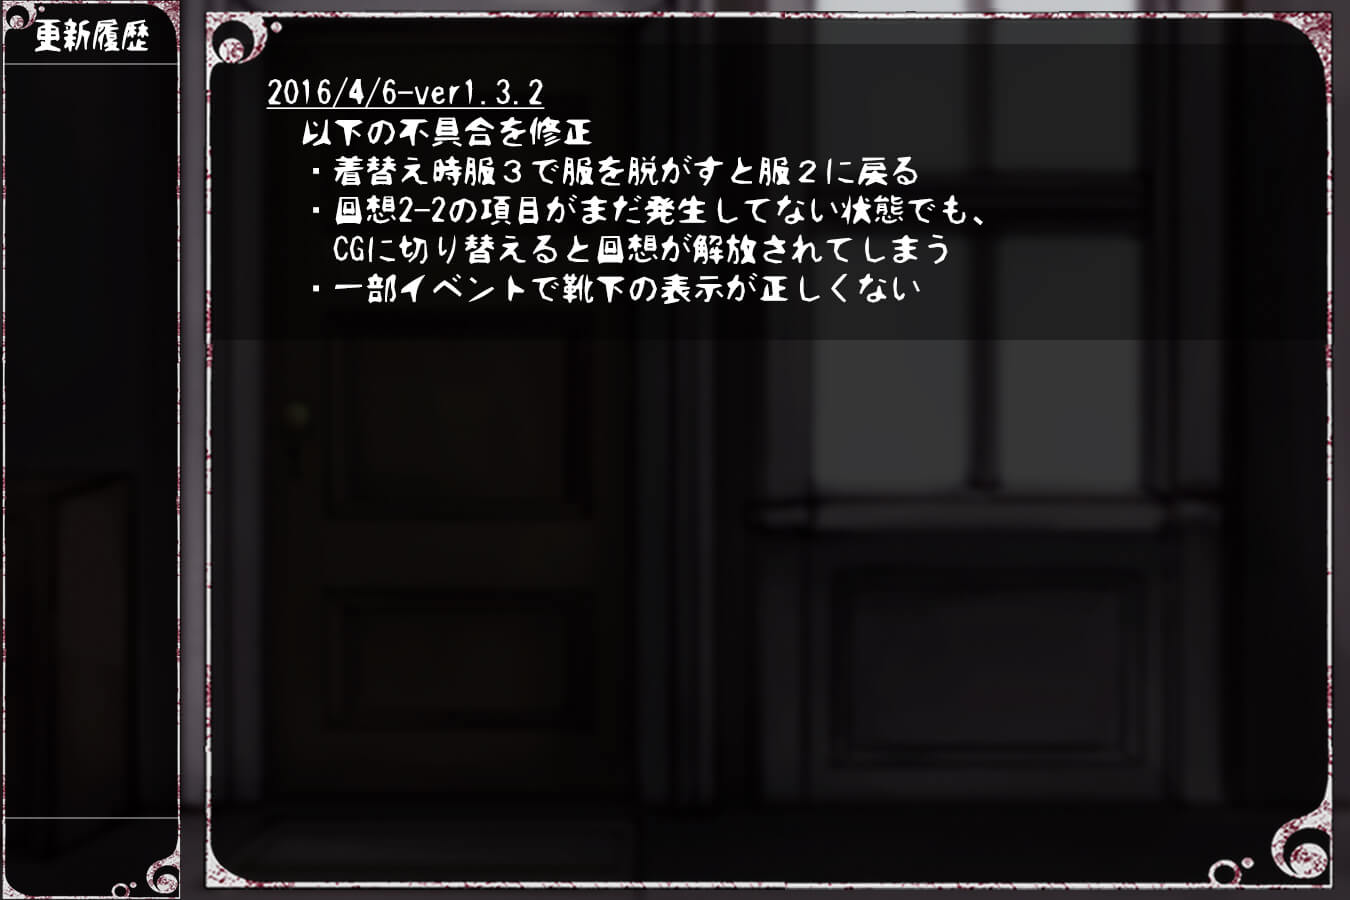 更新履歴
2016/4/6-ver1.3.2
以下の不具合を修正
・着替え時服３で服を脱がすと服２に戻る
・回想2-2の項目がまだ発生してない状態でも、
CGに切り替えると回想が解放されてしまう
・一部イベントで靴下の表示が正しくない